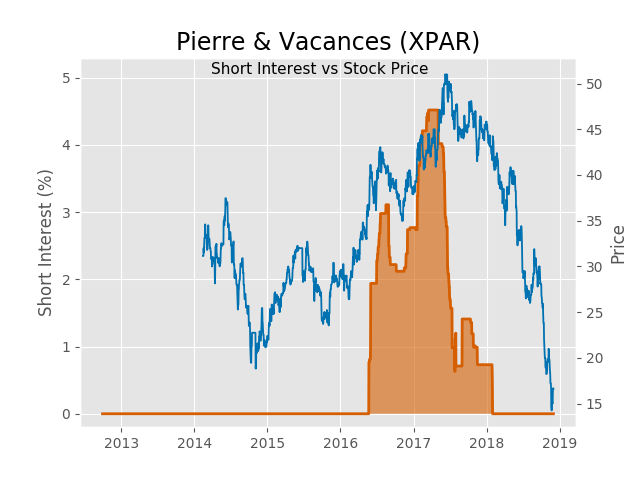 Pierre & Vacances (XPAR)
Short Interest vs Stock Price
Short Interest (%)
5
4
3
2
1
0
50
45
40
35
30
25
20
15
Price
2013 2014 2015 2016 2017 2018 2019